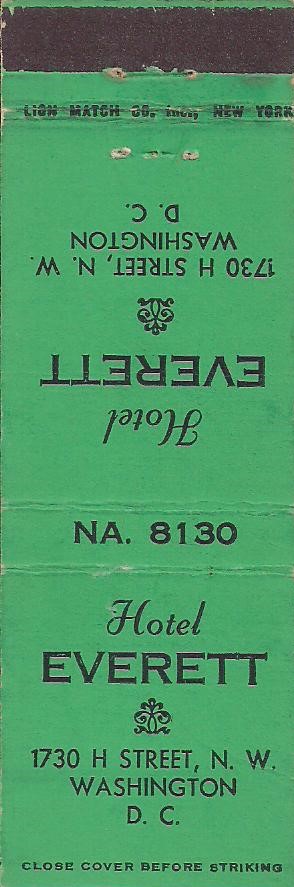 LION MATCH CO. INC., NEW YORK
Hotel
EVERETT
1730 H STREET, N. W.
WASHINGTON
D. C.
NA. 8130
Hotel
EVERETT
1730 H STREET, N. W.
WASHINGTON
D. C.
CLOSE COVER BEFORE STRIKING